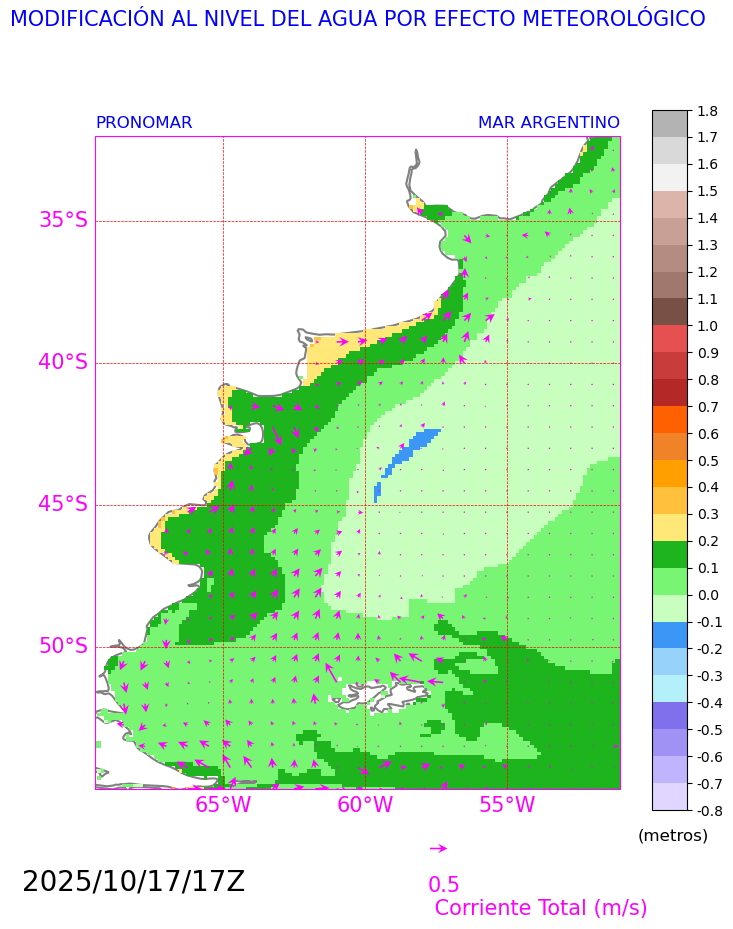 MODIFICACIÓN AL NIVEL DEL AGUA POR EFECTO METEOROLÓGICO
PRONOMAR MAR ARGENTINO
35°S
40°S
45°S
50°S
65°W 60°W 55°W
1.8
1.7
1.6
1.5
1.4
1.3
1.2
1.1
1.0
0.9
0.8
0.7
0.6
0.5
0.4
0.3
0.2
0.1
0.0
-0.1
-0.2
-0.3
-0.4
-0.5
-0.6
-0.7
-0.8
(metros)
2025/10/17/17Z
0.5
Corriente Total (m/s)